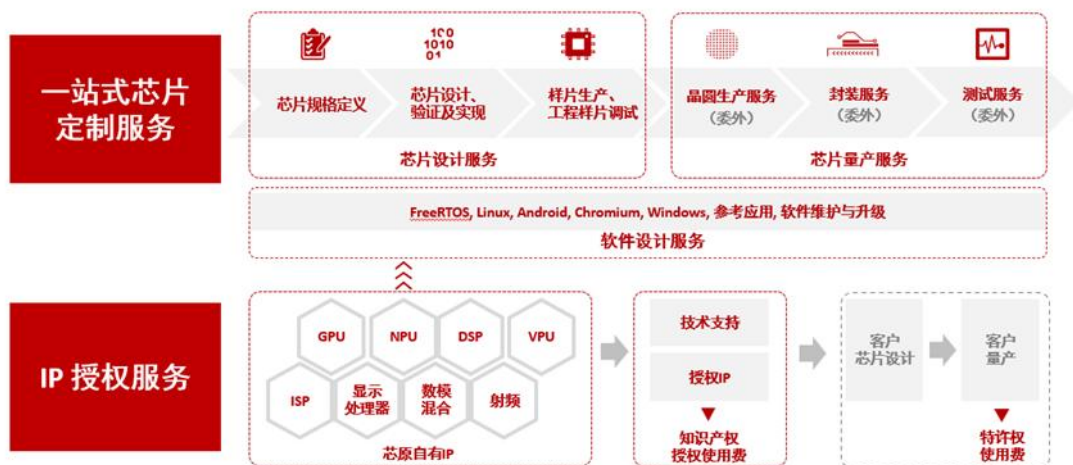 一站式芯片
定制服务
芯片规格定义
芯片设计、
验证及实现
样片生产、
工程样片调试
芯片设计服务
晶圆生产服务
（委外）
封装服务
（委外）
测试服务
（委外）
芯片量产服务
FreeRTOS, Linux, Android, Chromium, Windows, 参考应用, 软件维护与升级
软件设计服务
IP 授权服务
GPU
NPU
DSP
VPU
ISP
显示
处理器
数模
混合
射频
芯原自有IP
技术支持
授权IP
知识产权
授权使用费
客户
芯片设计
客户
量产
特许权
使用费